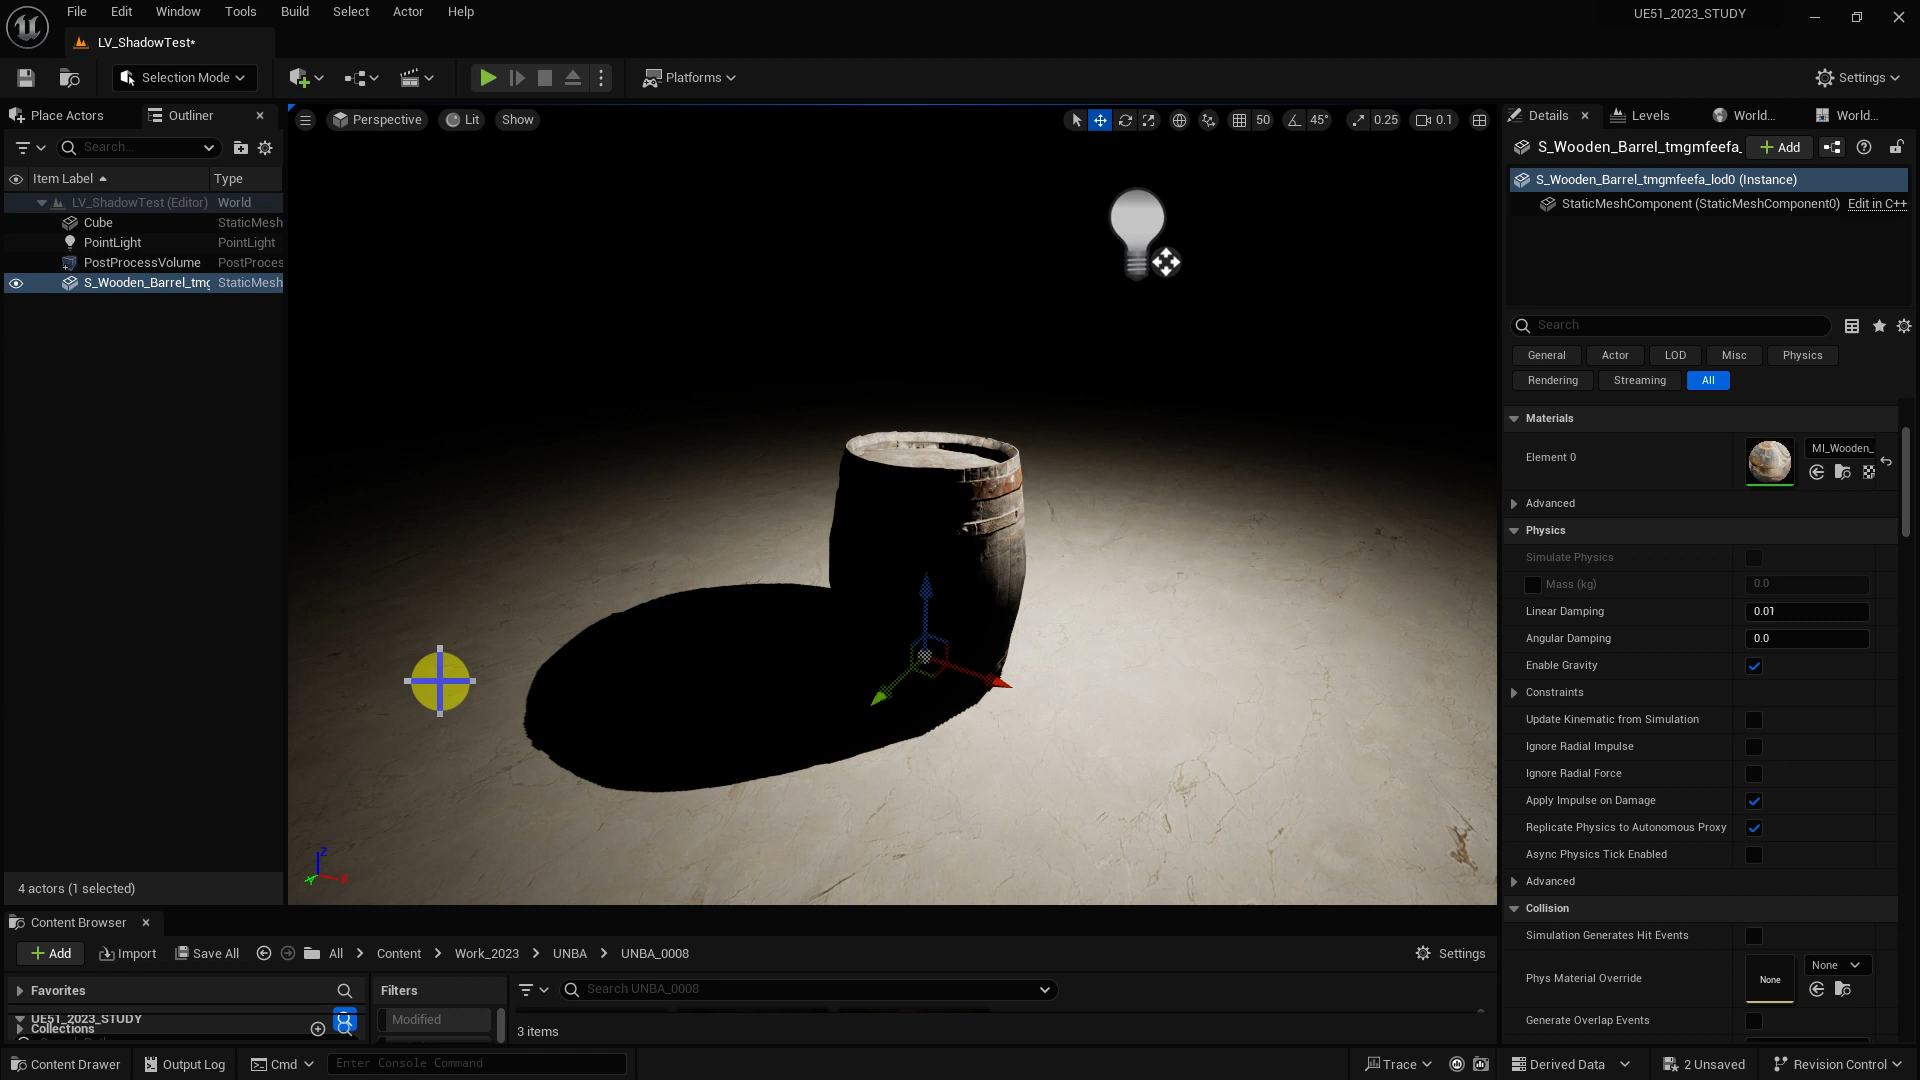 File Edit Window Tools Build Select Actor Help
UE51_2023_STUDY
LV_ShadowTest*
Selection Mode
Platforms
Settings
Place Actors
Outliner
Search...
Item Label
Type
LV_ShadowTest (Editor) World
Cube StaticMesh
PointLight PointLight
PostProcessVolume PostProces
S_Wooden_Barrel_tmg StaticMesh
4 actors (1 selected)
Perspective
Lit
Show
50
45°
0.25
0.1
Details
Levels
World...
World...
S_Wooden_Barrel_tmgmfeefa_
Add
S_Wooden_Barrel_tmgmfeefa_lod0 (Instance)
StaticMeshComponent (StaticMeshComponent0) Edit in C++
Search
General Actor LOD Misc Physics
Rendering Streaming All
Materials
Element 0
MI_Wooden_
Advanced
Physics
Simulate Physics
Mass (kg) 0.0
Linear Damping 0.01
Angular Damping 0.0
Enable Gravity
Constraints
Update Kinematic from Simulation
Ignore Radial Impulse
Ignore Radial Force
Apply Impulse on Damage
Replicate Physics to Autonomous Proxy
Async Physics Tick Enabled
Advanced
Collision
Simulation Generates Hit Events
Phys Material Override
None
None
Generate Overlap Events
Z
X
Content Browser
Add
Import
Save All
All
Content
Work_2023
UNBA
UNBA_0008
Settings
Favorites
UE51_2023_STUDY
Collections
Filters
Modified
Search UNBA_0008
3 items
Content Drawer
Output Log
Cmd
Enter Console Command
Trace
Derived Data
2 Unsaved
Revision Control